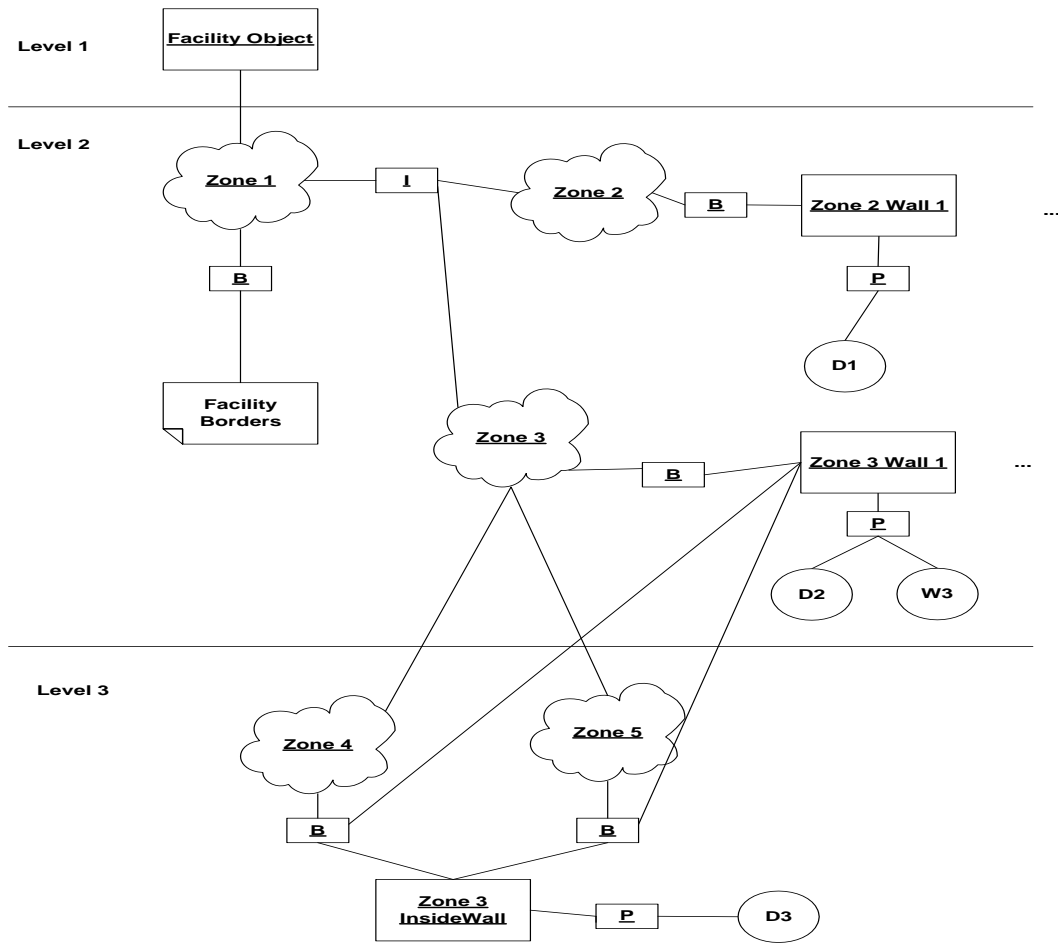 Level 1
Facility Object
Level 2
Zone 1
I
Zone 2
B
Zone 2 Wall 1
...
B
P
D1
Facility
Borders
Zone 3
B
Zone 3 Wall 1
...
P
D2
W3
Level 3
Zone 4
Zone 5
B
B
Zone 3
InsideWall
P
D3